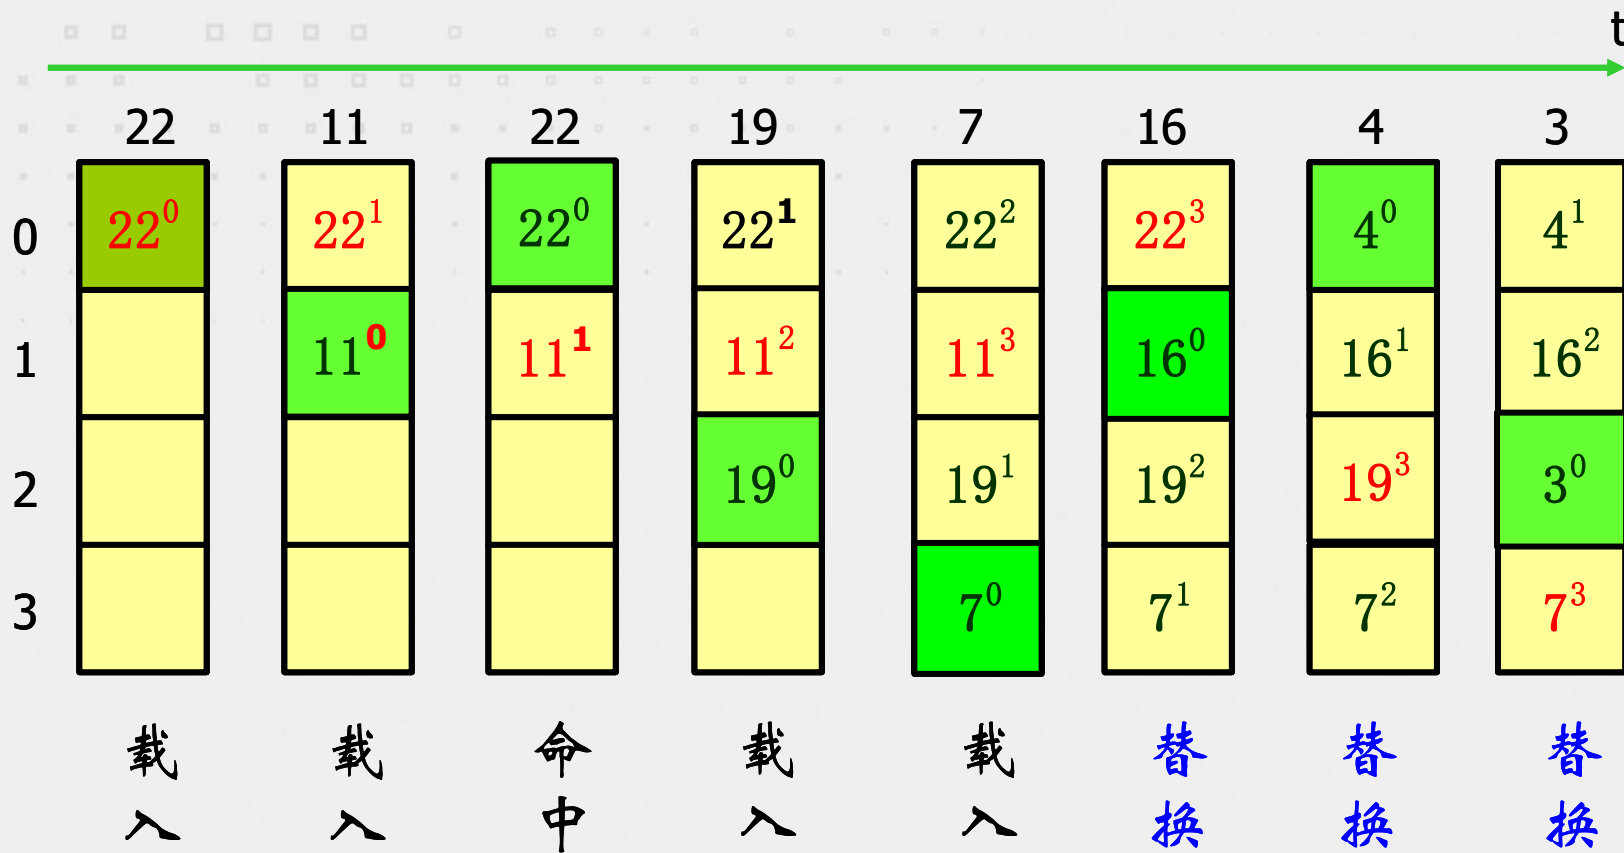 t
22 11 22 19 7 16 4 3
0 22⁰ 22¹ 22⁰ 22¹ 22² 22³ 4⁰ 4¹
1 11⁰ 11¹ 11² 11³ 16⁰ 16¹ 16²
2 19⁰ 19¹ 19² 19³ 3⁰
3 7⁰ 7¹ 7² 7³
载入 载入 命中 载入 载入 替换 替换 替换